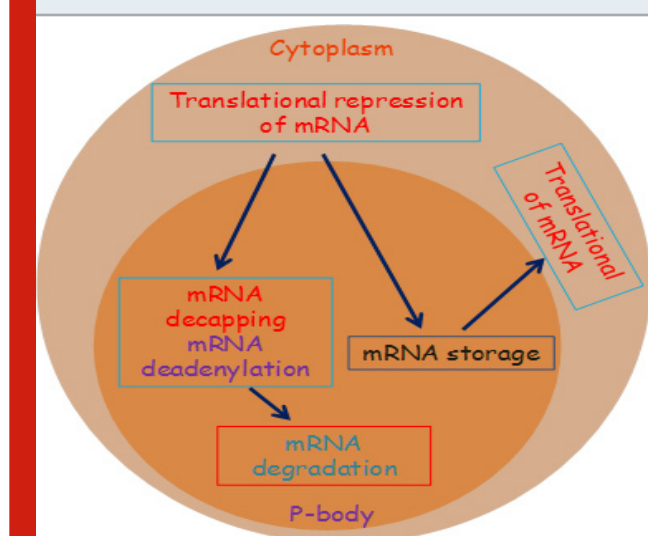 Cytoplasm
Translational repression
of mRNA
Translational
of mRNA
mRNA
decapping
mRNA
deadenylation
mRNA storage
mRNA
degradation
P-body